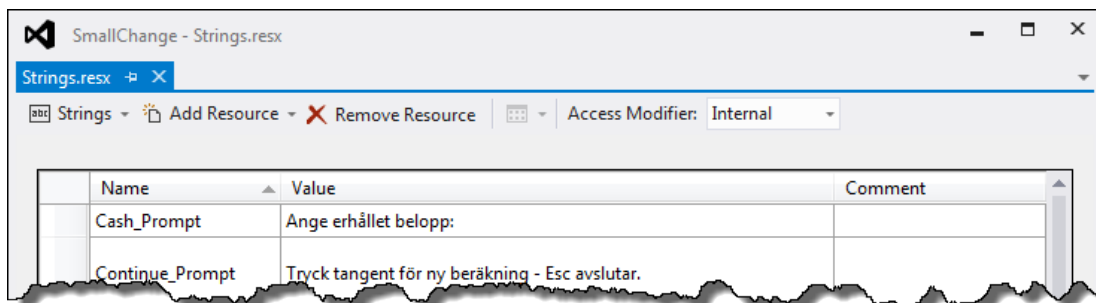 SmallChange - Strings.resx
Strings.resx
abc Strings Add Resource Remove Resource Access Modifier: Internal
Name Value Comment
Cash_Prompt Ange erhållet belopp:
Continue_Prompt Tryck tangent för ny beräkning - Esc avslutar.